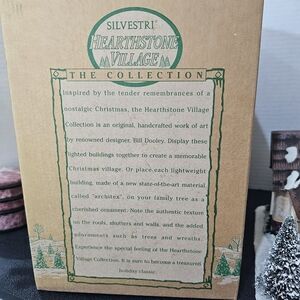 SILVESTRI®
HEARTHSTONE
VILLAGE
THE COLLECTION
Inspired by the tender remembrances of a
nostalgic Christmas, the Hearthstone Village
Collection is an original, handcrafted work of art
by renowned designer, Bill Dooley. Display these
lighted buildings together to create a memorable
Christmas village. Or place each lightweight
building, made of a new state-of-the-art material
called "architex", on your family tree as a
cherished ornament. Note the authentic texture
on the roofs, shutters and walls, and the added
adornments such as trees and wreaths.
Experience the special feeling of the Hearthstone
Village Collection. It is sure to become a treasured
holiday classic.